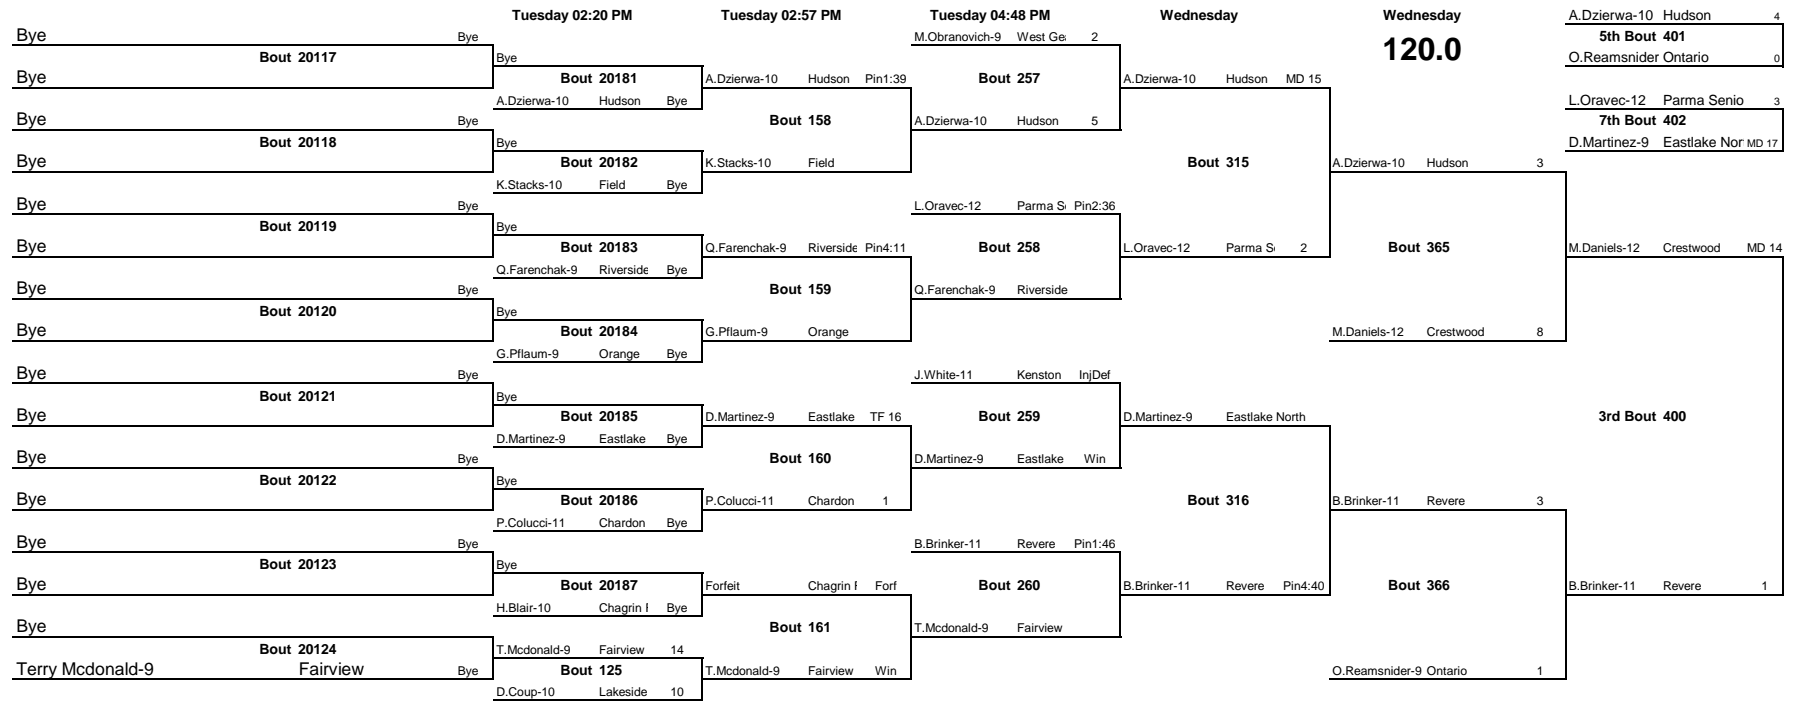 Tuesday 02:20 PM Tuesday 02:57 PM Tuesday 04:48 PM Wednesday Wednesday A.Dzierwa-10 Hudson 4
Bye Bye M.Obranovich-9 West Ge 2 120.0 5th Bout 401
Bout 20117 Bye O.Reamsnider Ontario 0
Bye Bout 20181 A.Dzierwa-10 Hudson Pin1:39 Bout 257 A.Dzierwa-10 Hudson MD 15
A.Dzierwa-10 Hudson Bye L.Oravec-12 Parma Senio 3
Bye Bye Bout 158 A.Dzierwa-10 Hudson 5 7th Bout 402
Bout 20118 Bye D.Martinez-9 Eastlake Nor MD 17
Bye Bout 20182 K.Stacks-10 Field Bout 315 A.Dzierwa-10 Hudson 3
K.Stacks-10 Field Bye
Bye Bye L.Oravec-12 Parma S Pin2:36
Bout 20119 Bye
Bye Bout 20183 Q.Farenchak-9 Riverside Pin4:11 Bout 258 L.Oravec-12 Parma S 2 Bout 365 M.Daniels-12 Crestwood MD 14
Q.Farenchak-9 Riverside Bye
Bye Bye Bout 159 Q.Farenchak-9 Riverside
Bout 20120 Bye
Bye Bout 20184 G.Pflaum-9 Orange M.Daniels-12 Crestwood 8
G.Pflaum-9 Orange Bye
Bye Bye J.White-11 Kenston InjDef
Bout 20121 Bye
Bye Bout 20185 D.Martinez-9 Eastlake TF 16 Bout 259 D.Martinez-9 Eastlake North 3rd Bout 400
D.Martinez-9 Eastlake Bye
Bye Bye Bout 160 D.Martinez-9 Eastlake Win
Bout 20122 Bye
Bye Bout 20186 P.Colucci-11 Chardon 1 Bout 316 B.Brinker-11 Revere 3
P.Colucci-11 Chardon Bye
Bye Bye B.Brinker-11 Revere Pin1:46
Bout 20123 Bye
Bye Bout 20187 Forfeit Chagrin F Forf Bout 260 B.Brinker-11 Revere Pin4:40 Bout 366 B.Brinker-11 Revere 1
H.Blair-10 Chagrin Bye
Bye Bout 161 T.Mcdonald-9 Fairview
Bout 20124 T.Mcdonald-9 Fairview 14
Terry Mcdonald-9 Fairview Bye Bout 125 T.Mcdonald-9 Fairview Win O.Reamsnider-9 Ontario 1
D.Coup-10 Lakeside 10